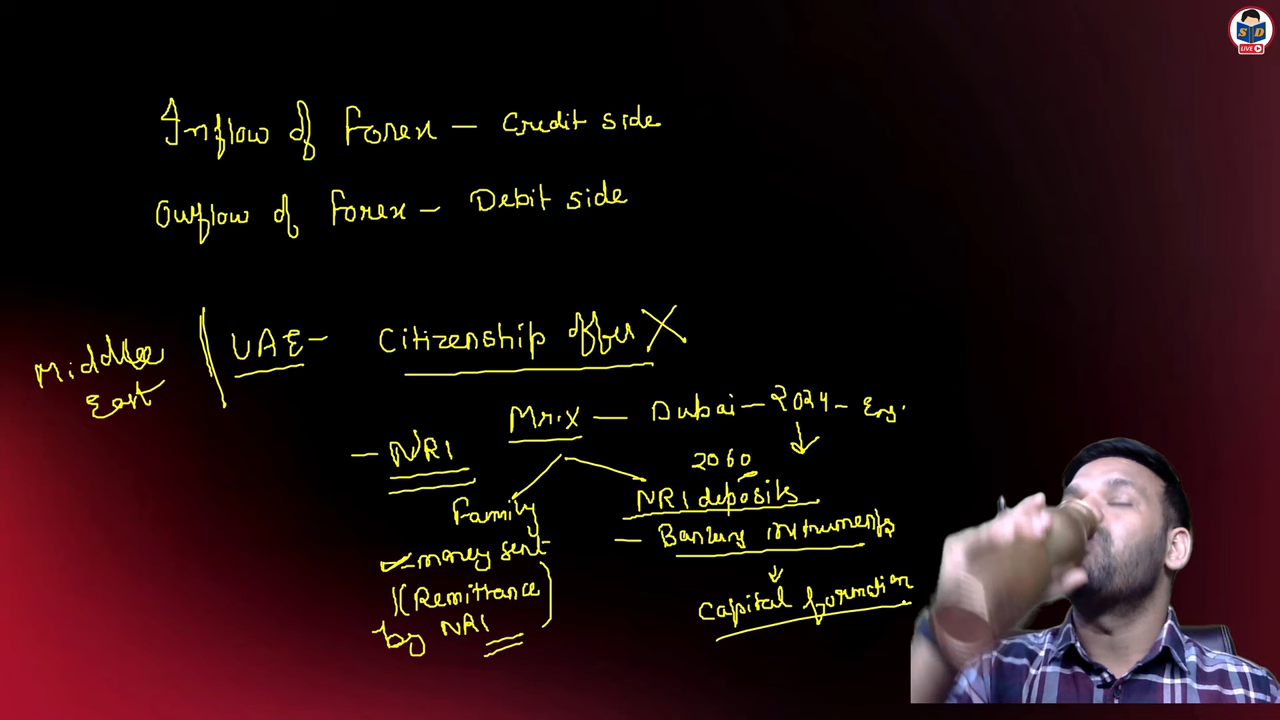 Inflow of Forex – Credit side
Outflow of Forex – Debit side
Middle East
UAE – Citizenship offer X
Mr. X – Dubai – 2024 – Eng.
– NRI
2060
Family
NRI deposits
– money sent
– Banking instruments
(Remittance
by NRI
Capital formation
S D
LIVE